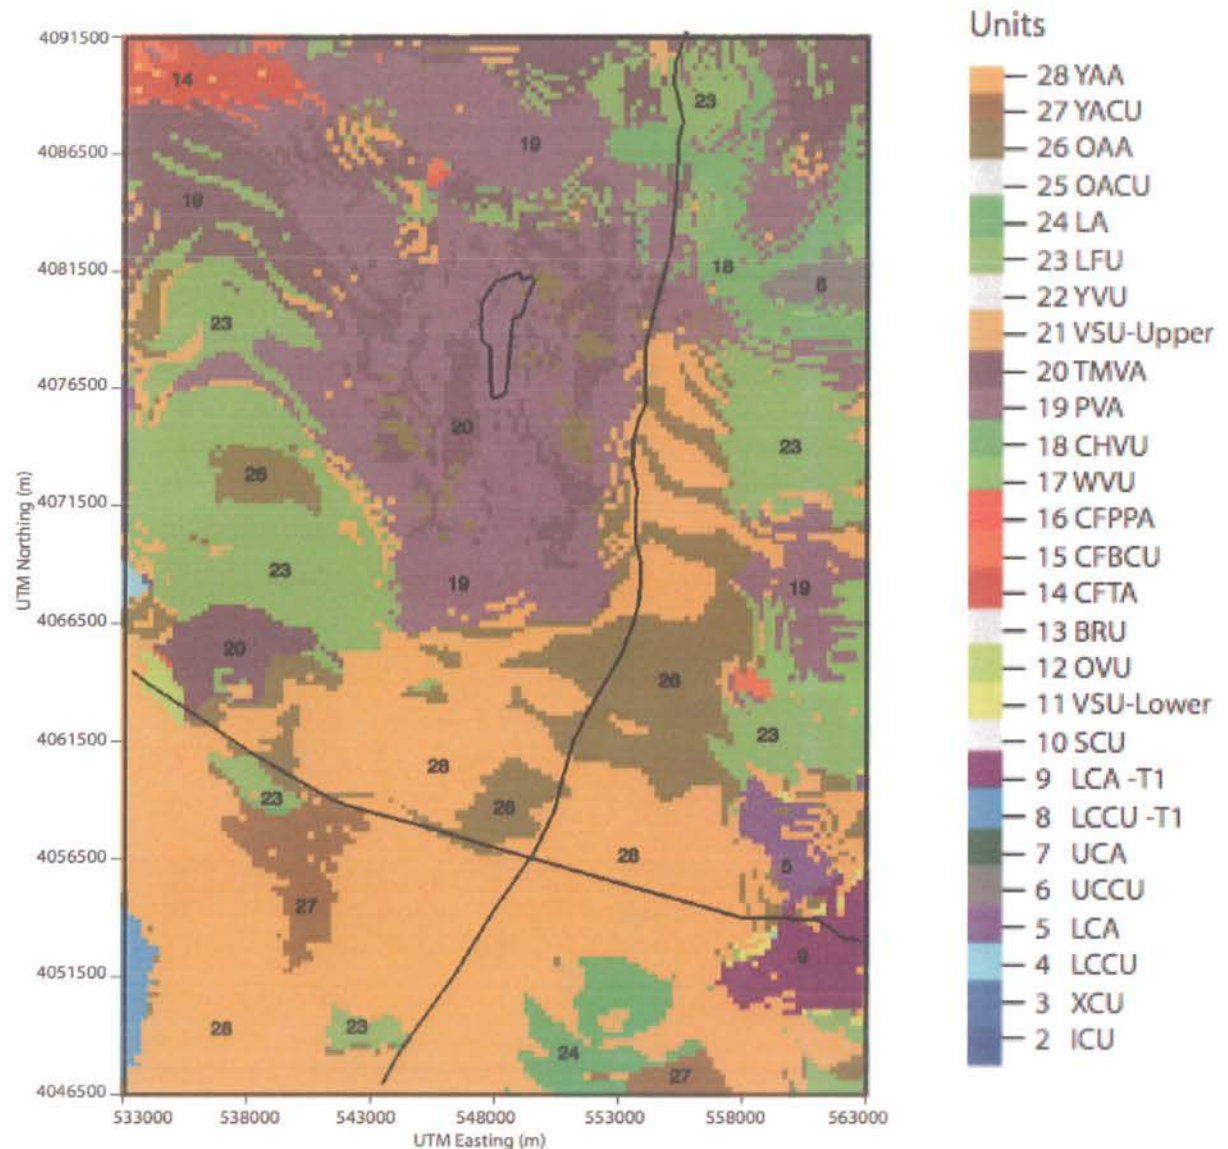 Units
4091500
4086500
4081500
4076500
4071500
4066500
4061500
4056500
4051500
4046500
UTM Northing (m)
533000 538000 543000 548000 553000 558000 563000
UTM Easting (m)
14
23
19
19
18
6
23
20
23
26
23
19
19
20
26
23
28
23
26
28
5
27
9
28
23
24
27
28 YAA
27 YACU
26 OAA
25 OACU
24 LA
23 LFU
22 YVU
21 VSU-Upper
20 TMVA
19 PVA
18 CHVU
17 WVU
16 CFPPA
15 CFBCU
14 CFTA
13 BRU
12 OVU
11 VSU-Lower
10 SCU
9 LCA -T1
8 LCCU -T1
7 UCA
6 UCCU
5 LCA
4 LCCU
3 XCU
2 ICU